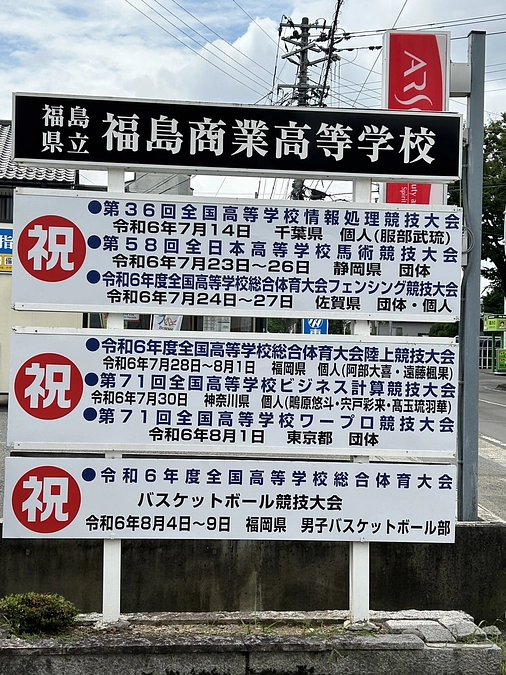 福島県立 福島商業高等学校
ARS
祝
●第36回全国高等学校情報処理競技大会
令和6年7月14日 千葉県 個人(服部武琉)
●第58回全日本高等学校馬術競技大会
令和6年7月23日～26日 静岡県 団体
●令和6年度全国高等学校総合体育大会フェンシング競技大会
令和6年7月24日～27日 佐賀県 団体・個人
祝
●令和6年度全国高等学校総合体育大会陸上競技大会
令和6年7月28日～8月1日 福岡県 個人(阿部大喜・遠藤楓果)
●第71回全国高等学校ビジネス計算競技大会
令和6年7月30日 神奈川県 個人(鴫原悠斗・宍戸彩来・髙玉琉羽華)
●第71回全国高等学校ワープロ競技大会
令和6年8月1日 東京都 団体
祝
●令和6年度全国高等学校総合体育大会
バスケットボール競技大会
令和6年8月4日～9日 福岡県 男子バスケットボール部